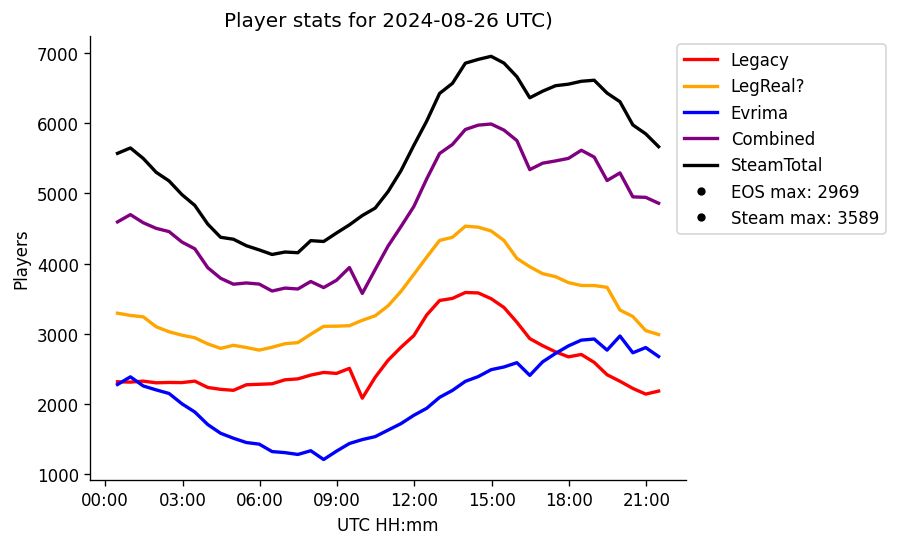 Player stats for 2024-08-26 UTC)
7000
6000
5000
4000
3000
2000
1000
Players
00:00 03:00 06:00 09:00 12:00 15:00 18:00 21:00
UTC HH:mm
Legacy
LegReal?
Evrima
Combined
SteamTotal
EOS max: 2969
Steam max: 3589